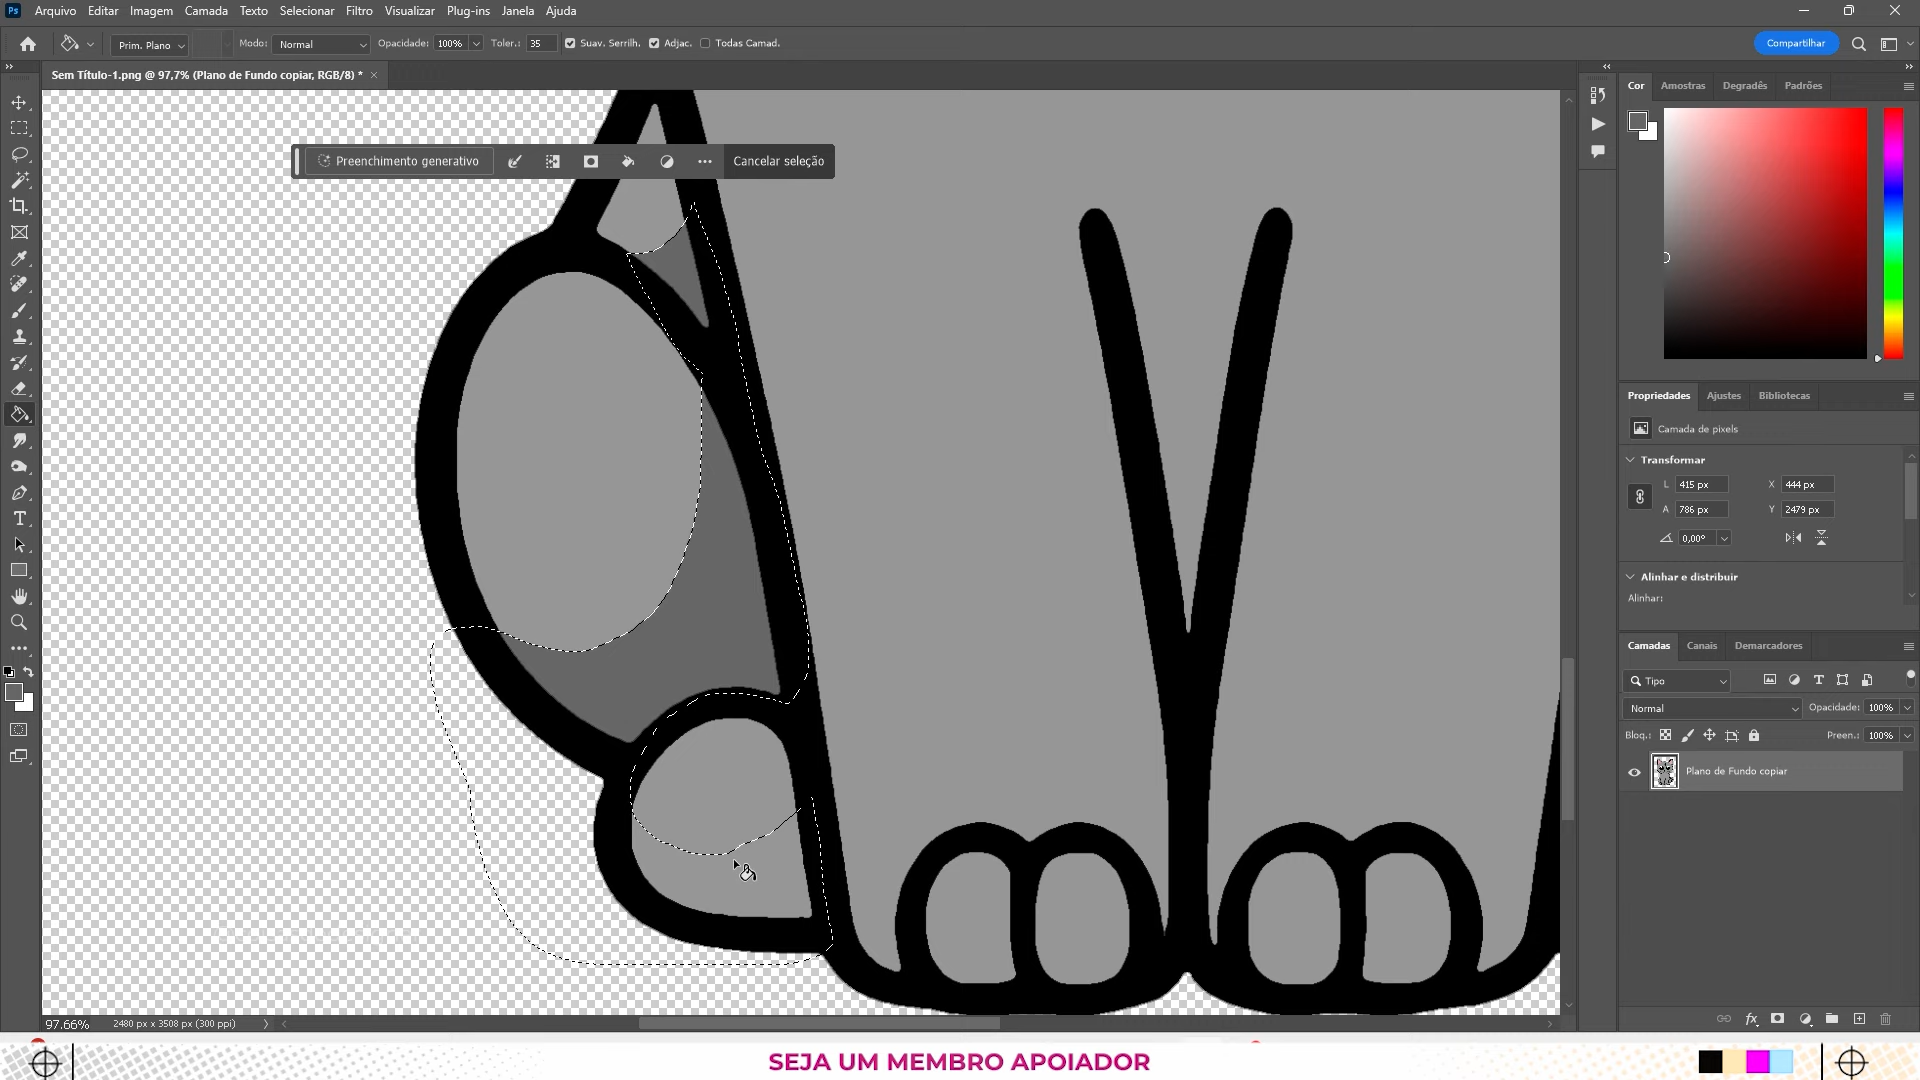 Ps Arquivo Editar Imagem Camada Texto Selecionar Filtro Visualizar Plug-ins Janela Ajuda
Prim. Plano Modo: Normal Opacidade: 100% Toler.: 35 Suav. Serrilh. Adjac. Todas Camad. Compartilhar
Sem Título-1.png @ 97,7% (Plano de Fundo copiar, RGB/8) *
Cor Amostras Degradês Padrões
Preenchimento generativo Cancelar seleção
Propriedades Ajustes Bibliotecas
Camada de pixels
Transformar
L 415 px X 444 px
A 786 px Y 2479 px
0,00°
Alinhar e distribuir
Alinhar:
Camadas Canais Demarcadores
Tipo
Normal Opacidade: 100%
Bloq.: Preen.: 100%
Plano de Fundo copiar
97.66% 2480 px x 3508 px (300 ppi)
SEJA UM MEMBRO APOIADOR